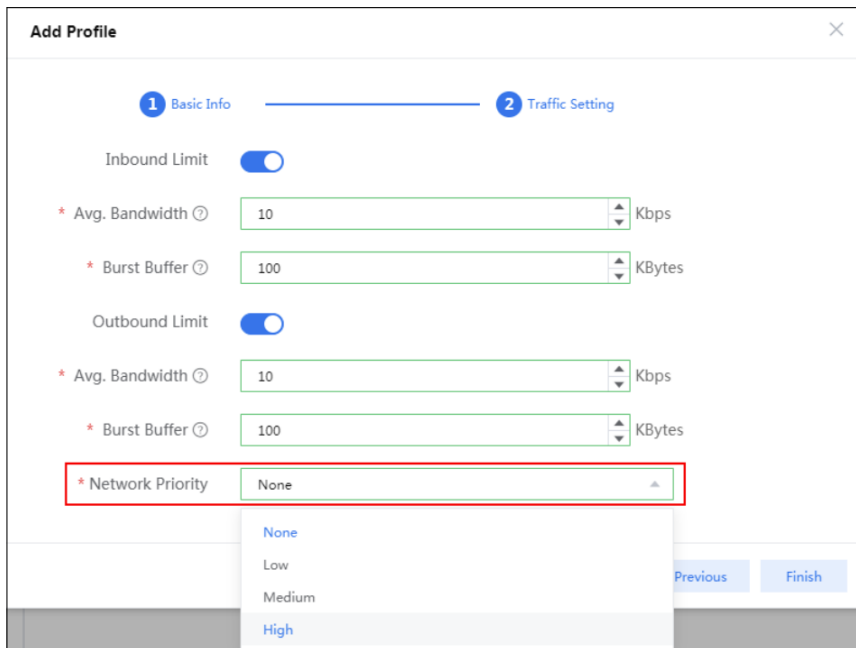 Add Profile
1 Basic Info 2 Traffic Setting
Inbound Limit
* Avg. Bandwidth ? 10 Kbps
* Burst Buffer ? 100 KBytes
Outbound Limit
* Avg. Bandwidth ? 10 Kbps
* Burst Buffer ? 100 KBytes
* Network Priority None
None
Low
Medium
High
Previous Finish